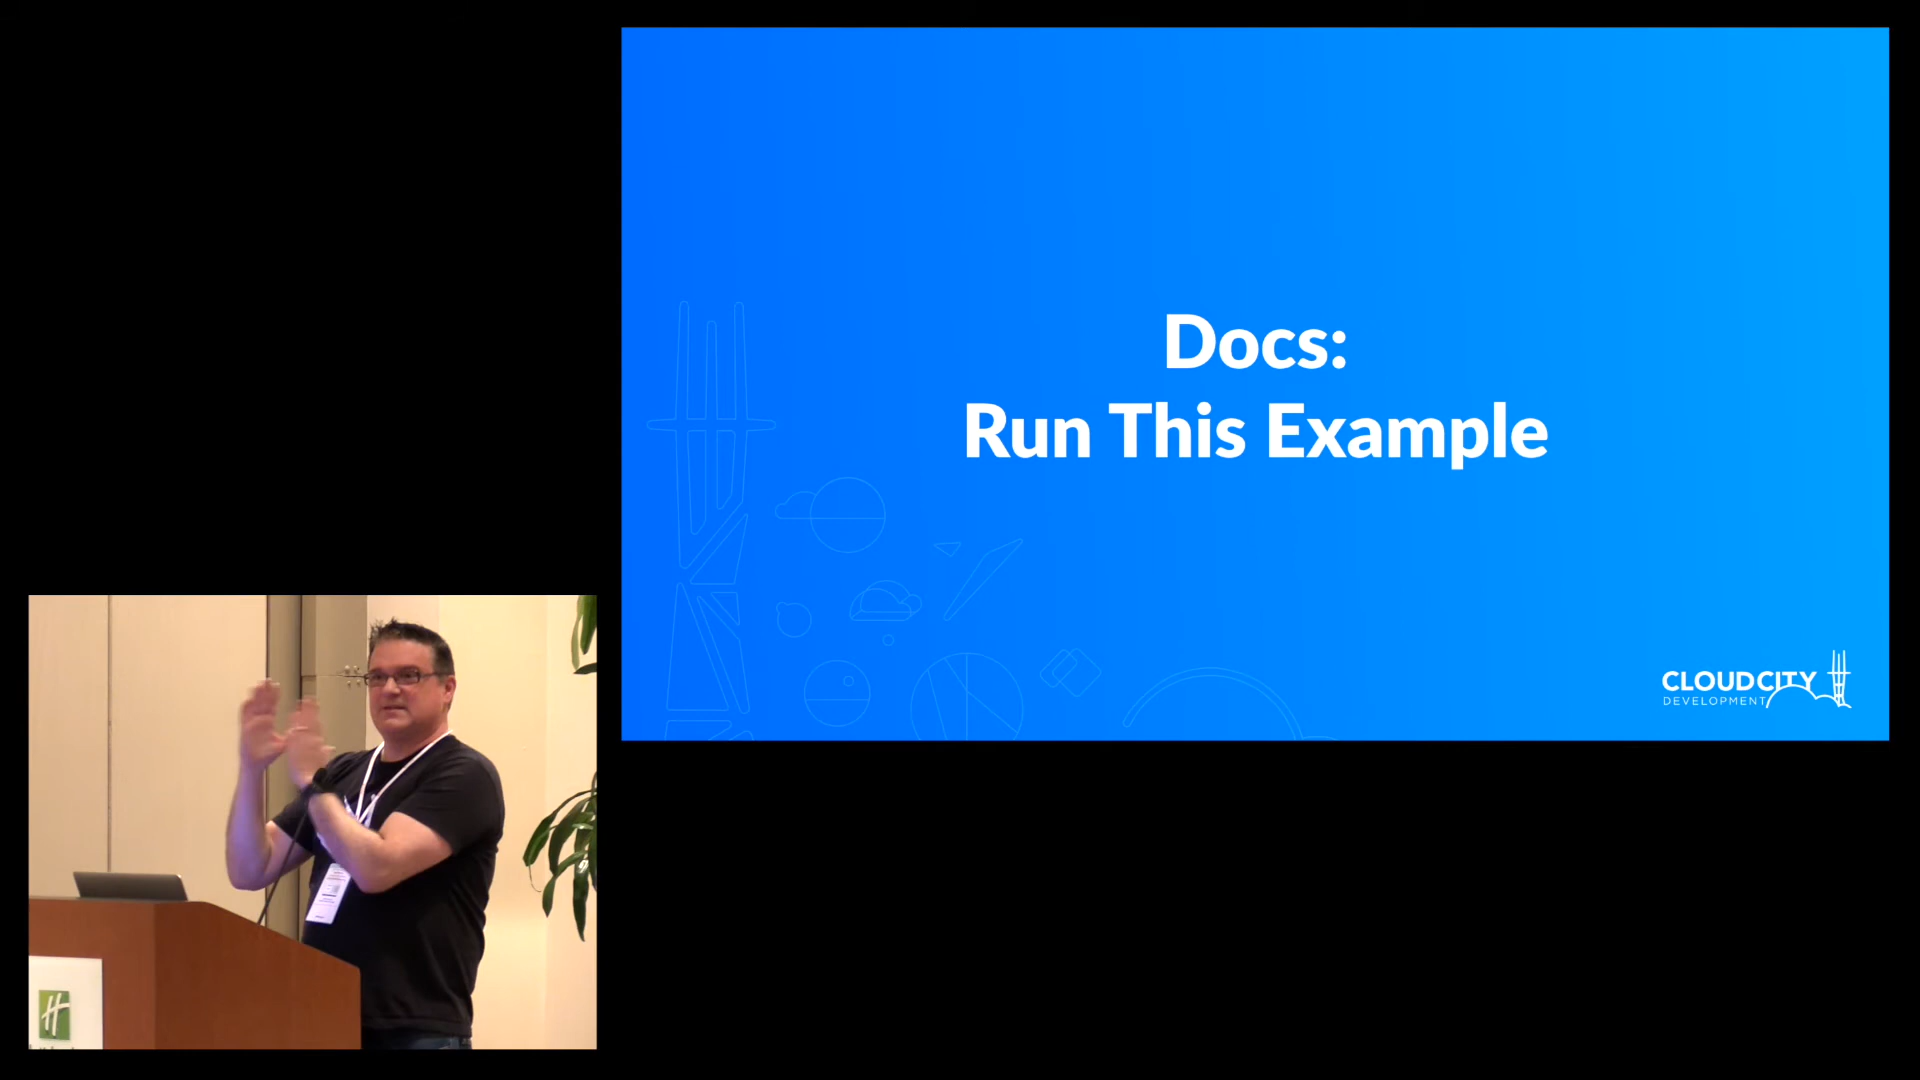 Docs:
Run This Example
CLOUDCITY
DEVELOPMENT
H